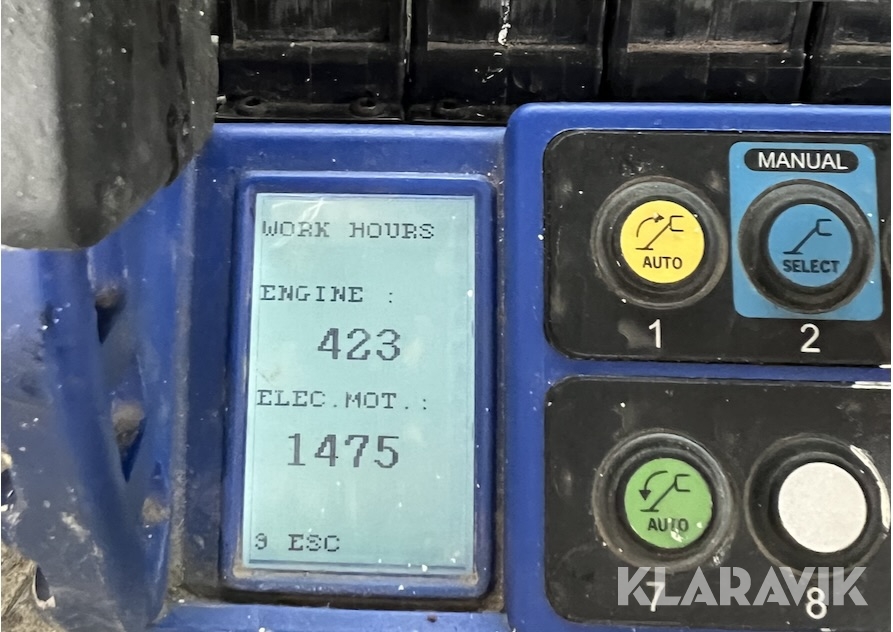 WORK HOURS
ENGINE :
423
ELEC.MOT.:
1475
9 ESC
MANUAL
AUTO
SELECT
1
2
AUTO
7
8
KLARAVIK